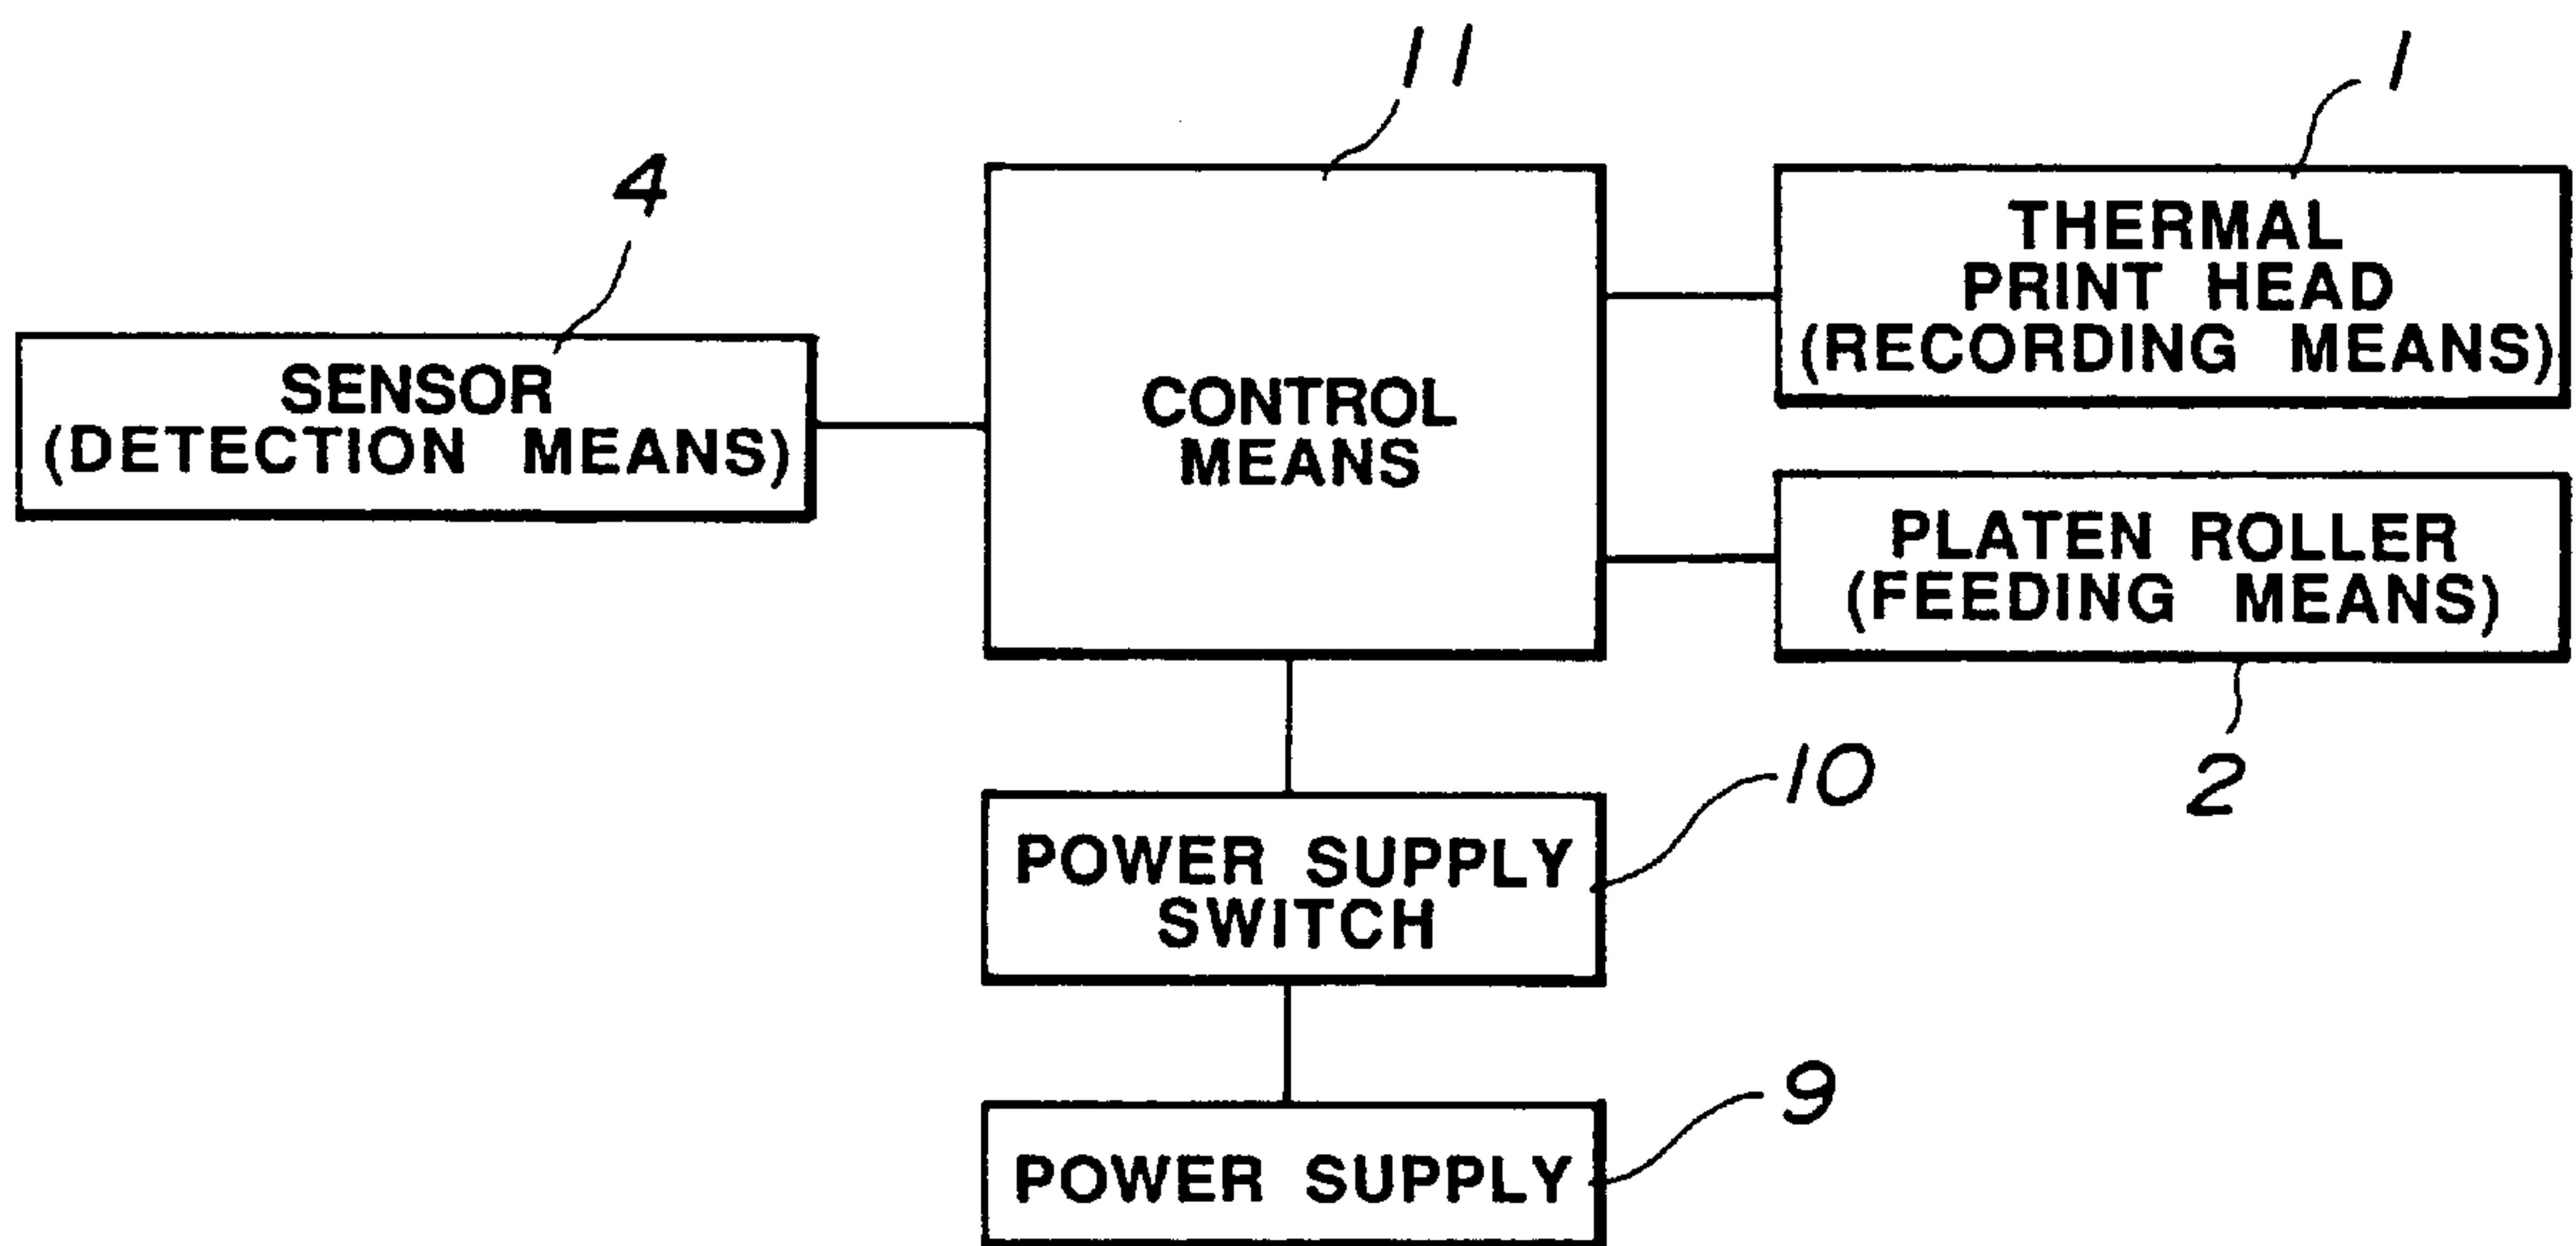 11
1
4
THERMAL
PRINT HEAD
(RECORDING MEANS)
SENSOR
(DETECTION MEANS)
CONTROL
MEANS
PLATEN ROLLER
(FEEDING MEANS)
2
10
POWER SUPPLY
SWITCH
9
POWER SUPPLY